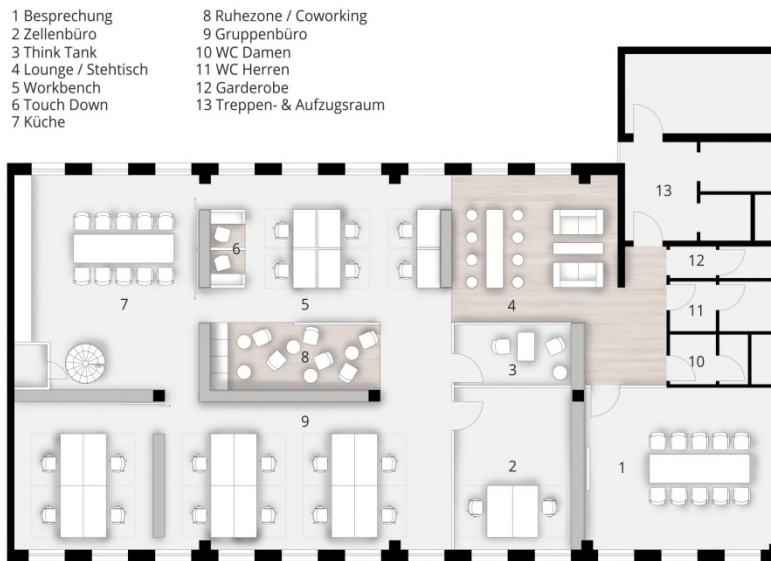 1 Besprechung
2 Zellenbüro
3 Think Tank
4 Lounge / Stehtisch
5 Workbench
6 Touch Down
7 Küche
8 Ruhezone / Coworking
9 Gruppenbüro
10 WC Damen
11 WC Herren
12 Garderobe
13 Treppen- & Aufzugsraum
13
6
12
7
5
4
11
8
3
10
9
2
1